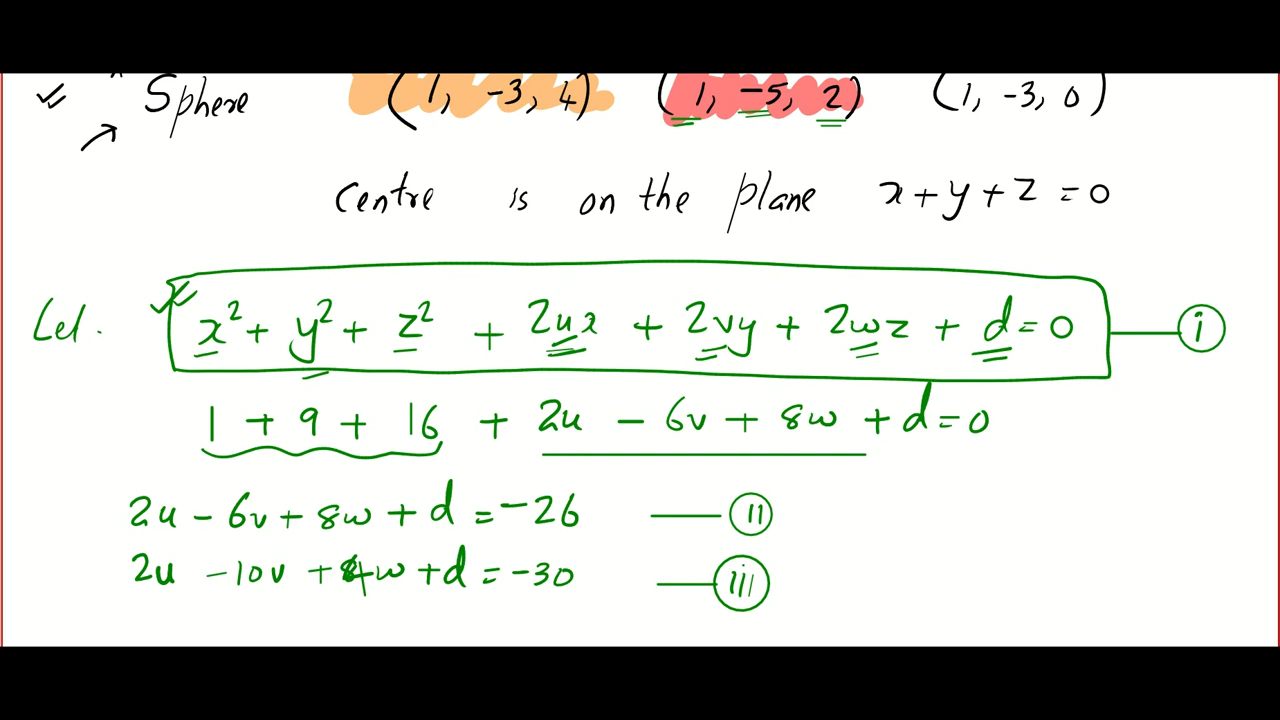 Sphere (1, -3, 4) (1, -5, 2) (1, -3, 0)
centre is on the plane x+y+z=0
Let. x² + y² + z² + 2ux + 2vy + 2wz + d=0 — i
1 + 9 + 16 + 2u - 6v + 8w + d=0
2u - 6v + 8w + d = -26 — ii
2u - 10v + 4w + d = -30 — iii